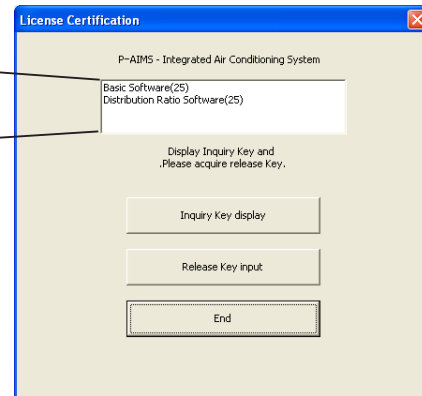 License Certification
P-AIMS - Integrated Air Conditioning System
Basic Software(25)
Distribution Ratio Software(25)
Display Inquiry Key and
.Please acquire release Key.
Inquiry Key display
Release Key input
End